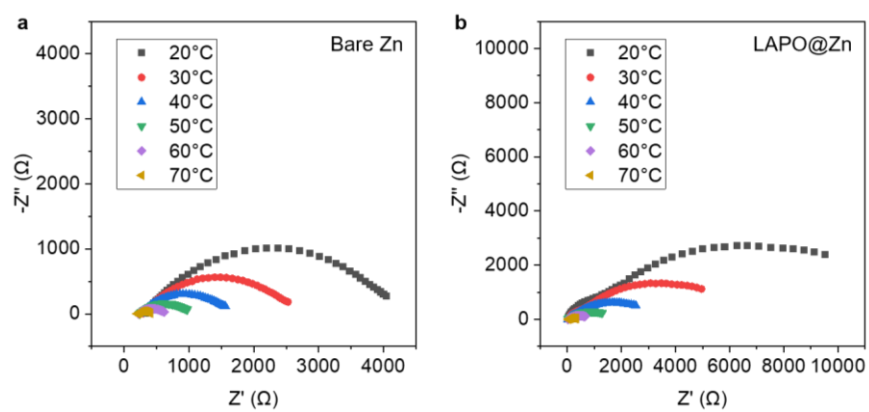 a
Bare Zn
20°C
30°C
40°C
50°C
60°C
70°C
4000
3000
2000
1000
0
-Z'' (Ω)
0 1000 2000 3000 4000
Z' (Ω)
b
LAPO@Zn
20°C
30°C
40°C
50°C
60°C
70°C
10000
8000
6000
4000
2000
0
-Z'' (Ω)
0 2000 4000 6000 8000 10000
Z' (Ω)